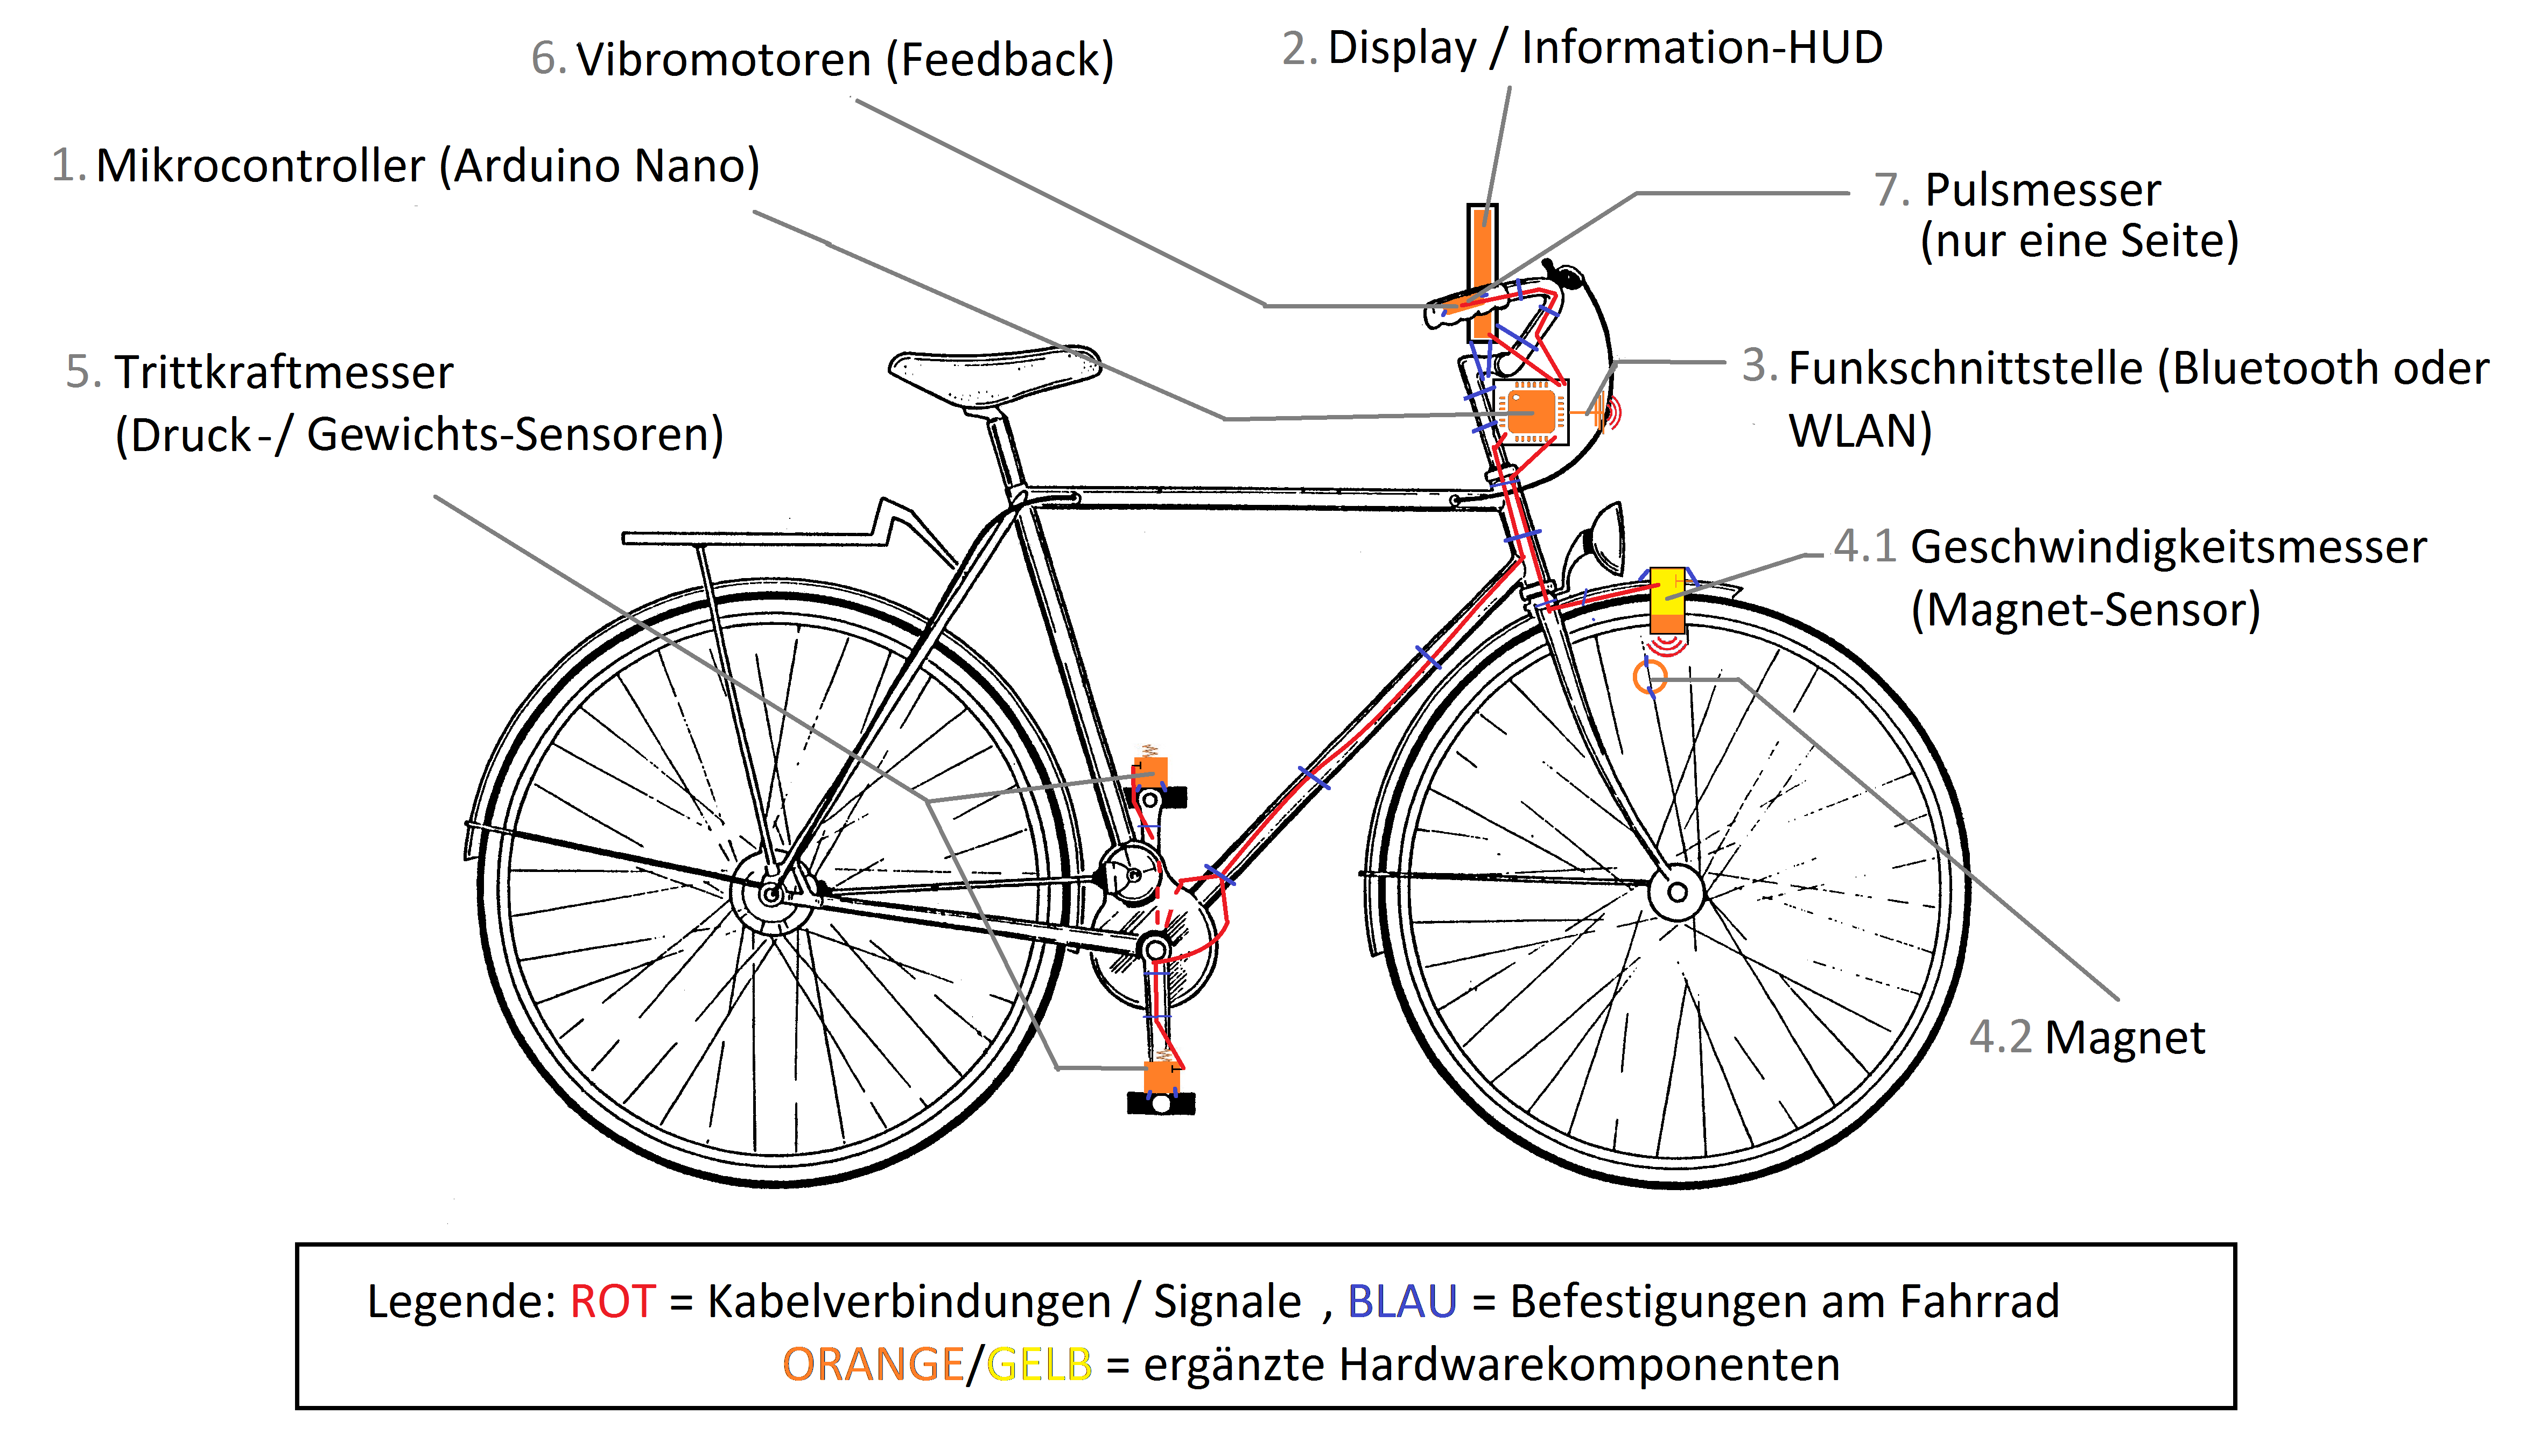 6. Vibromotoren (Feedback)
2. Display / Information-HUD
1. Mikrocontroller (Arduino Nano)
7. Pulsmesser
(nur eine Seite)
5. Trittkraftmesser
(Druck-/ Gewichts-Sensoren)
3. Funkschnittstelle (Bluetooth oder
WLAN)
4.1 Geschwindigkeitsmesser
(Magnet-Sensor)
4.2 Magnet
Legende: ROT = Kabelverbindungen / Signale , BLAU = Befestigungen am Fahrrad
ORANGE/GELB = ergänzte Hardwarekomponenten